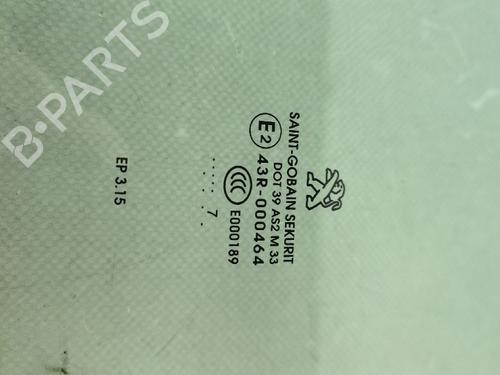 SAINT-GOBAIN SEKURIT
DOT 39 AS2 M 33
E2 43R-000464
CCC E000189
..... 7 ..
EP 3.15
B-PARTS